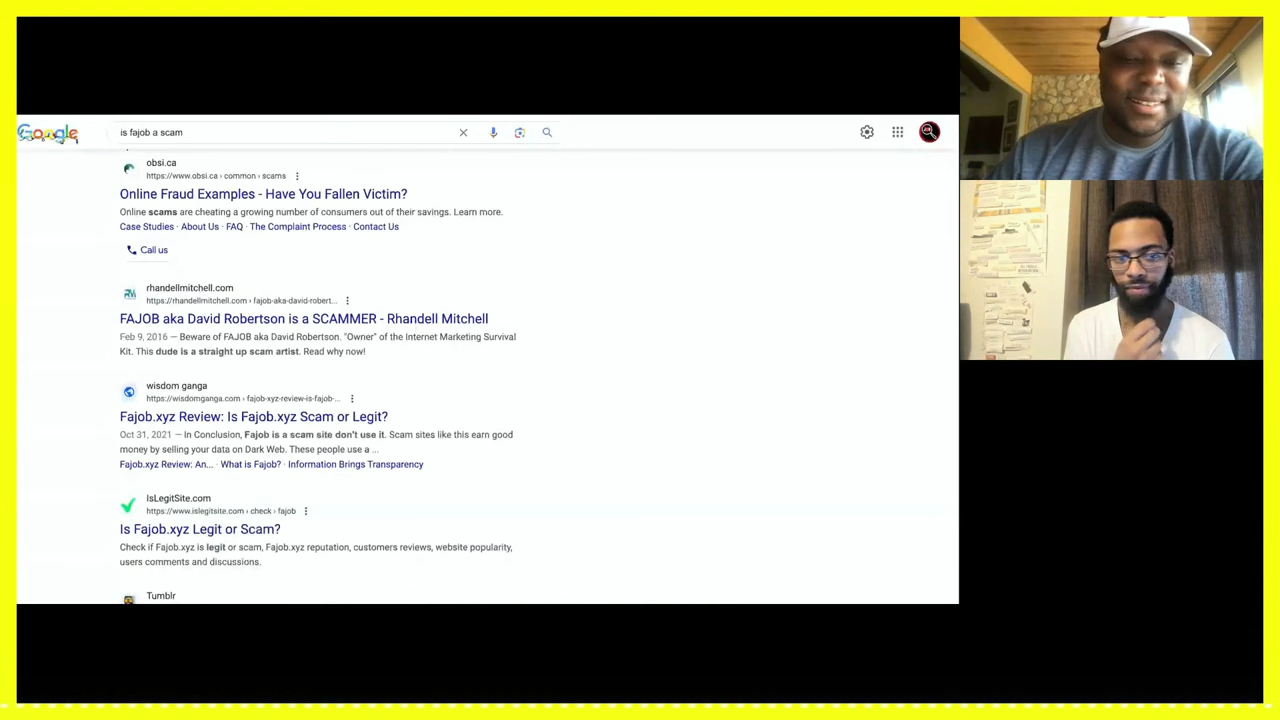 Google
is fajob a scam
obsi.ca
https://www.obsi.ca › common › scams
Online Fraud Examples - Have You Fallen Victim?
Online scams are cheating a growing number of consumers out of their savings. Learn more.
Case Studies · About Us · FAQ · The Complaint Process · Contact Us
Call us
rhandellmitchell.com
https://rhandellmitchell.com › fajob-aka-david-robert...
FAJOB aka David Robertson is a SCAMMER - Rhandell Mitchell
Feb 9, 2016 — Beware of FAJOB aka David Robertson. "Owner" of the Internet Marketing Survival
Kit. This dude is a straight up scam artist. Read why now!
wisdom ganga
https://wisdomganga.com › fajob-xyz-review-is-fajob-...
Fajob.xyz Review: Is Fajob.xyz Scam or Legit?
Oct 31, 2021 — In Conclusion, Fajob is a scam site don't use it. Scam sites like this earn good
money by selling your data on Dark Web. These people use a ...
Fajob.xyz Review: An... · What is Fajob? · Information Brings Transparency
IsLegitSite.com
https://www.islegitsite.com › check › fajob
Is Fajob.xyz Legit or Scam?
Check if Fajob.xyz is legit or scam, Fajob.xyz reputation, customers reviews, website popularity,
users comments and discussions.
Tumblr